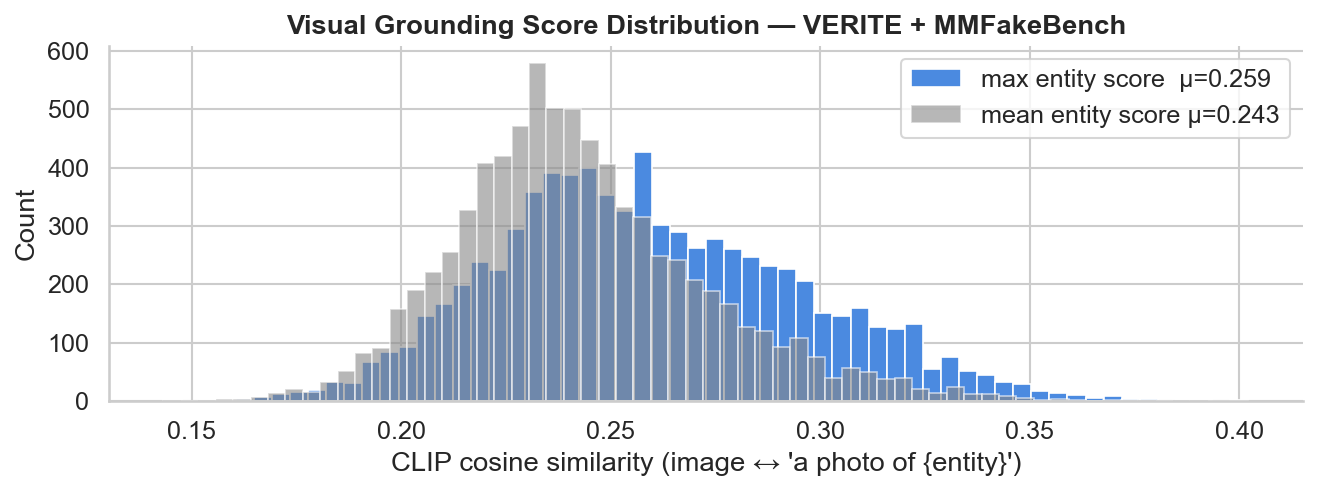 Visual Grounding Score Distribution — VERITE + MMFakeBench
max entity score  μ=0.259
mean entity score μ=0.243
Count
600
500
400
300
200
100
0
0.15 0.20 0.25 0.30 0.35 0.40
CLIP cosine similarity (image ↔ 'a photo of {entity}')